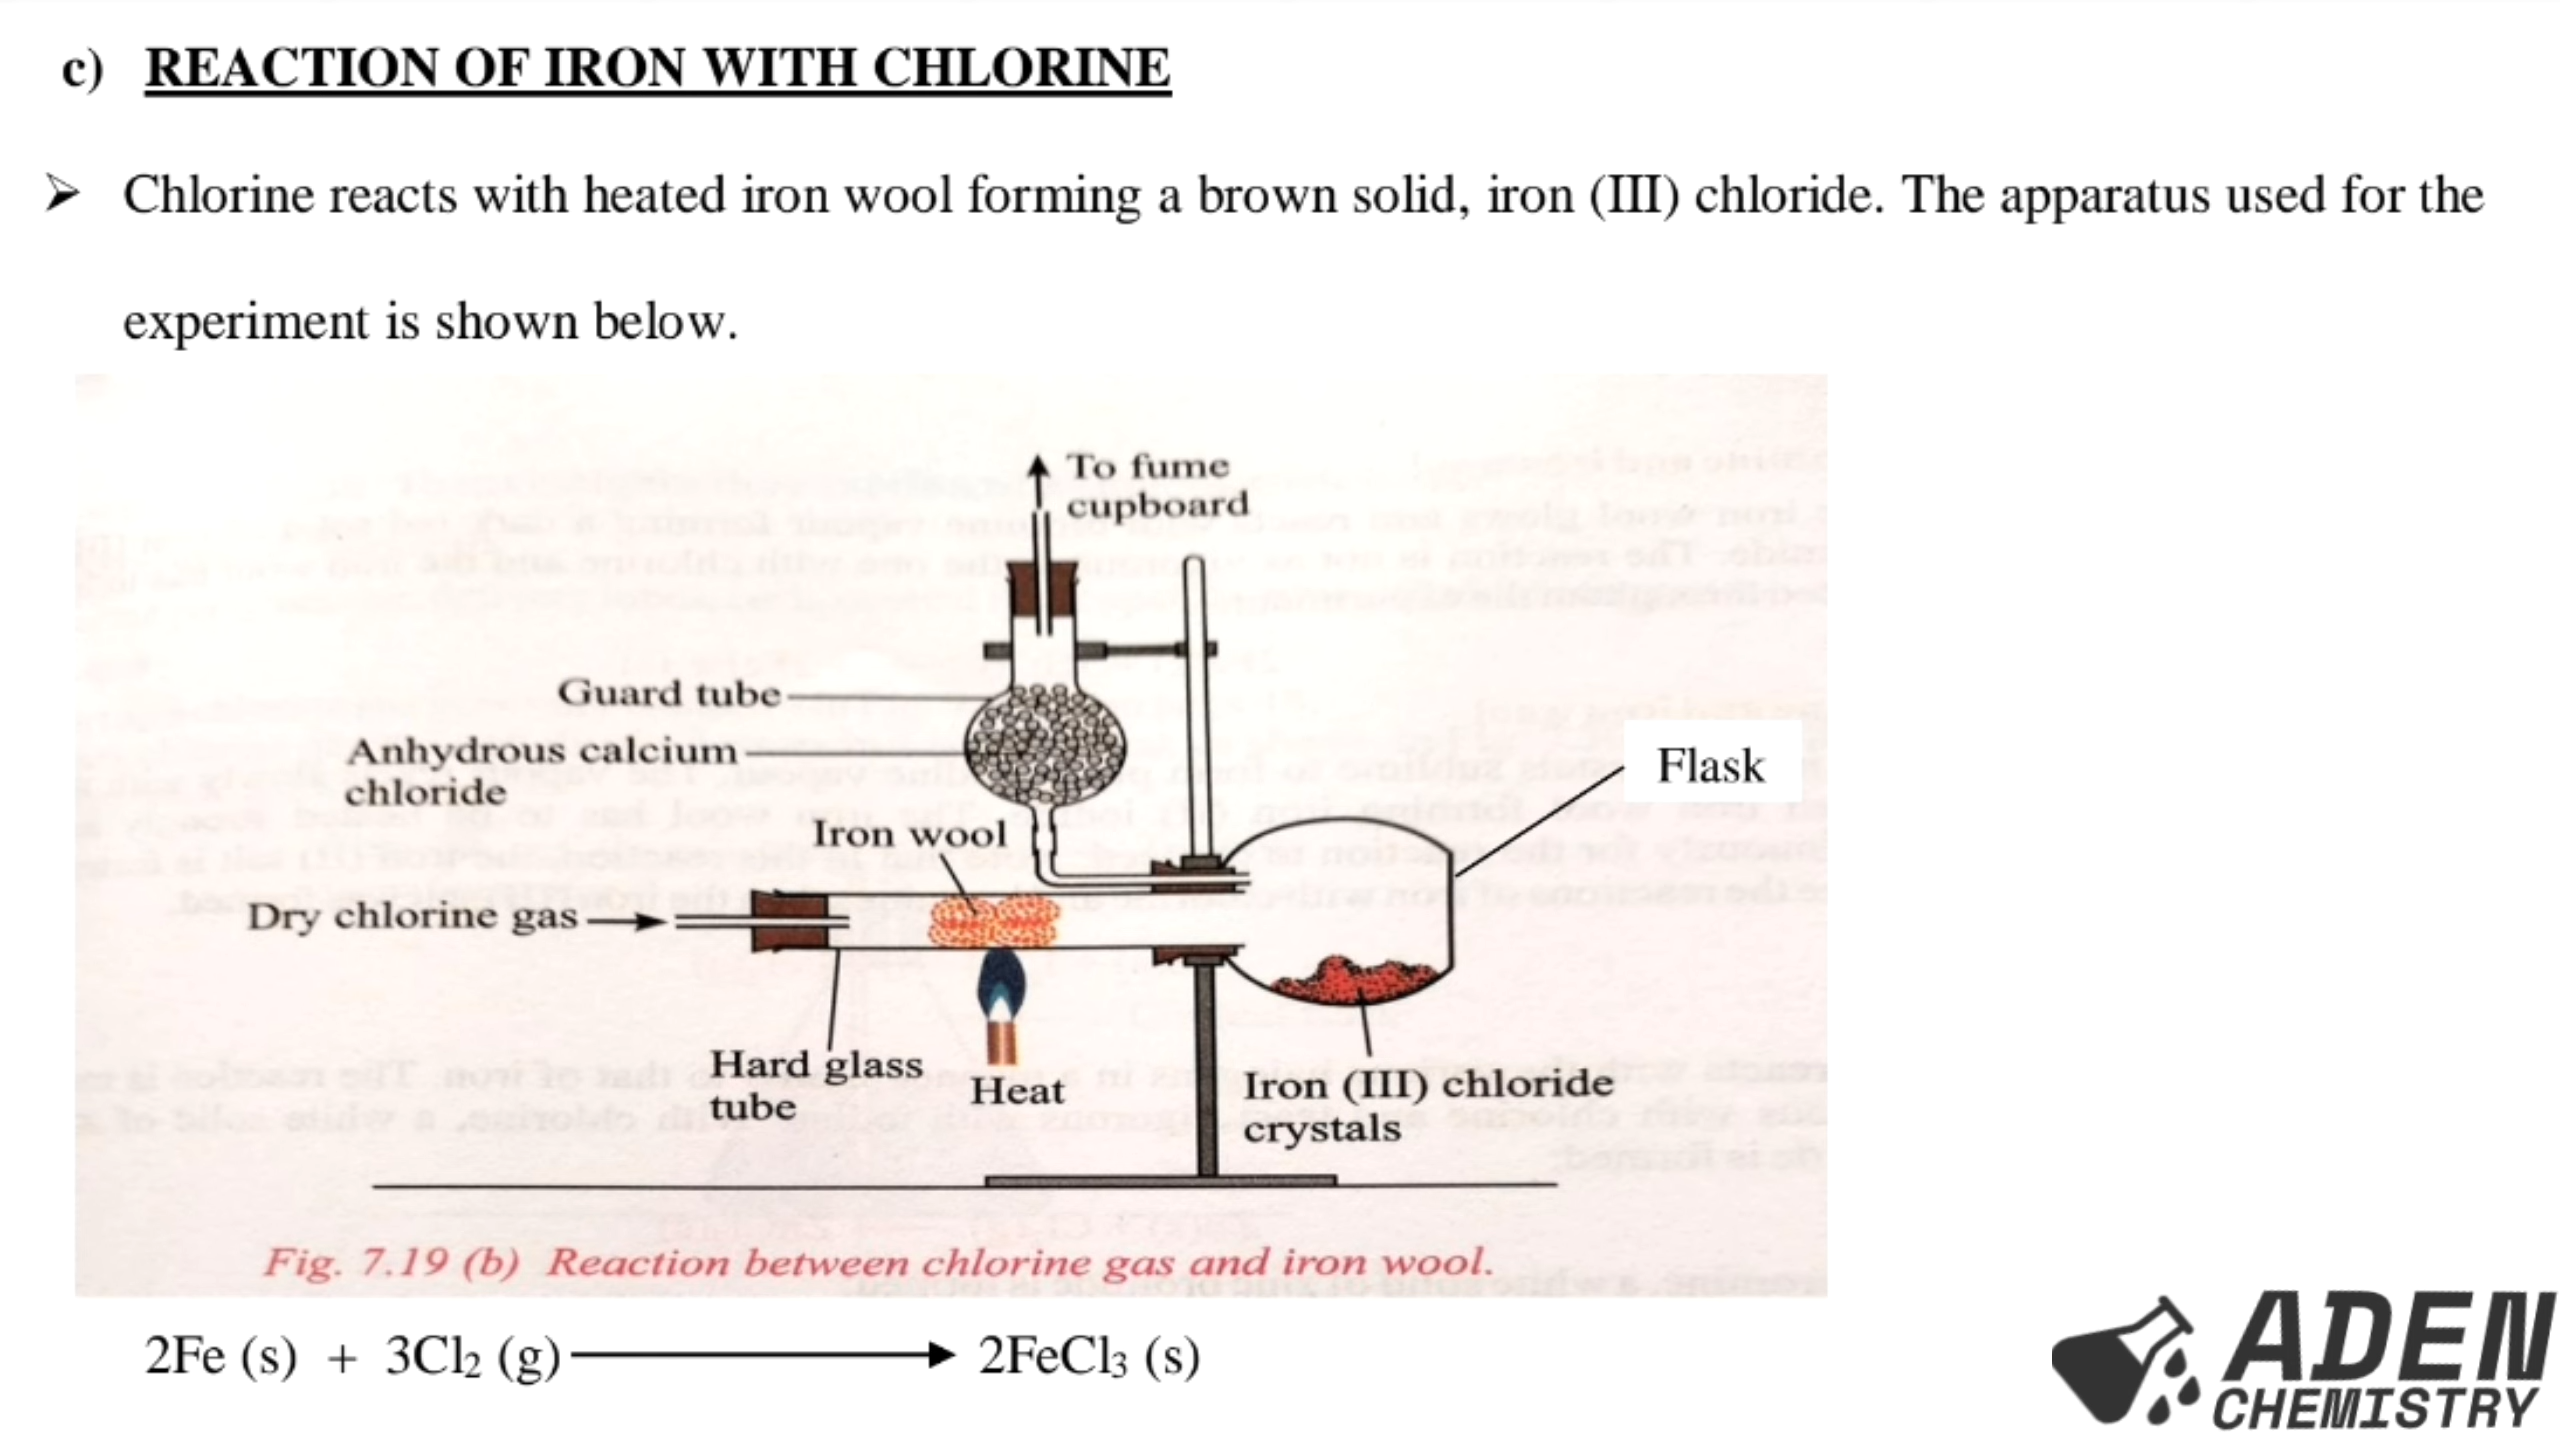 c) REACTION OF IRON WITH CHLORINE
➢ Chlorine reacts with heated iron wool forming a brown solid, iron (III) chloride. The apparatus used for the
experiment is shown below.
To fume
cupboard
Guard tube
Anhydrous calcium
chloride
Flask
Iron wool
Dry chlorine gas
Hard glass
tube
Heat
Iron (III) chloride
crystals
Fig. 7.19 (b) Reaction between chlorine gas and iron wool.
2Fe (s) + 3Cl₂ (g) ⟶ 2FeCl₃ (s)
ADEN
CHEMISTRY